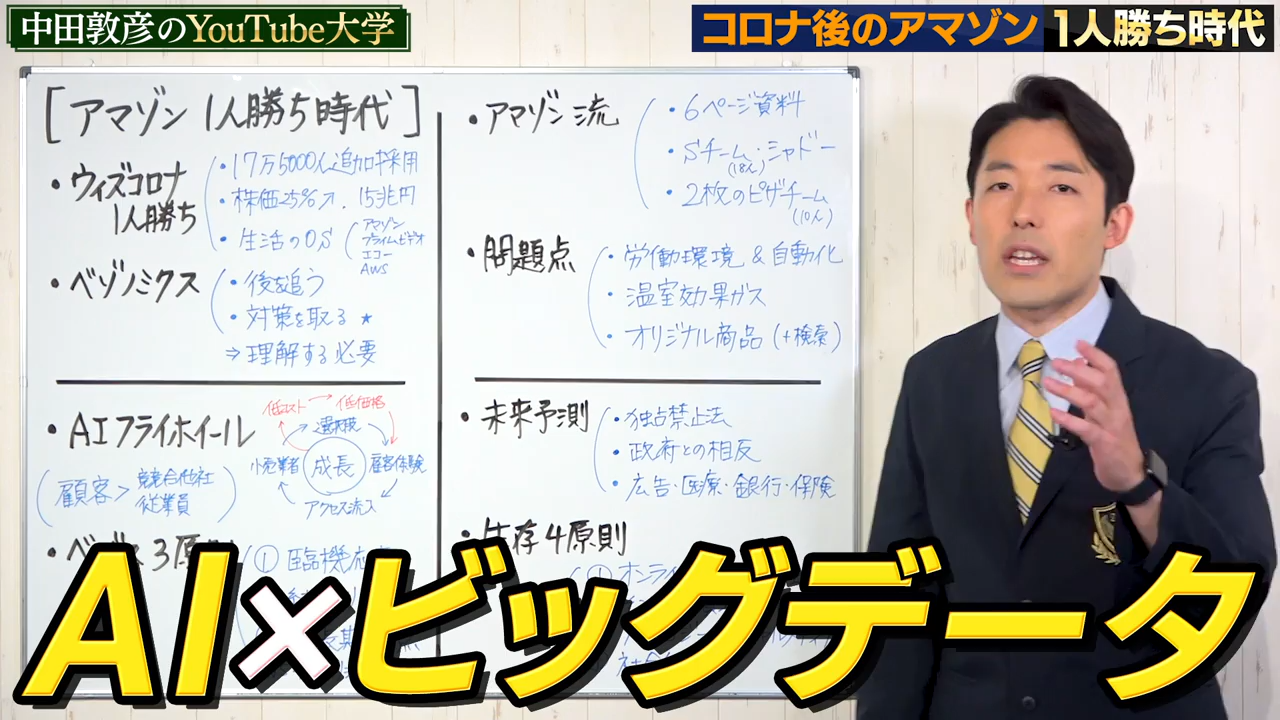 中田敦彦のYouTube大学
コロナ後のアマゾン 1人勝ち時代
[アマゾン 1人勝ち時代]
・ウィズコロナ
1人勝ち
・17万5000人追加採用
・株価25%↗. 15兆円
・生活のOS
アマゾン
プライムビデオ
エコー
AWS
・ベゾノミクス
・後を追う
・対策を取る ★
⇒理解する必要
・AIフライホイール
(顧客>
競合他社
従業員
)
低コスト→低価格
選択肢
小売業者
成長
顧客体験
アクセス流入
3原
① 臨機応
・アマゾン流
・6ページ資料
・Sチーム・シャドー
(18人)
・2枚のピザチーム
(10人)
・問題点
・労働環境 & 自動化
・温室効果ガス
・オリジナル商品 (+検索)
・未来予測
・独占禁止法
・政府との相反
・広告・医療・銀行・保険
・生存4原則
① オンライ
AI×ビッグデータ